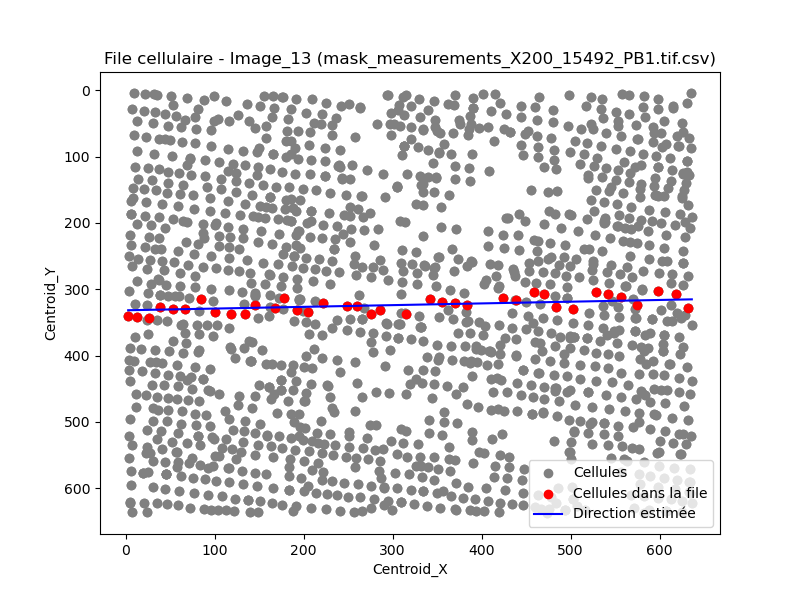 File cellulaire - Image_13 (mask_measurements_X200_15492_PB1.tif.csv)
0
100
200
300
400
500
600
Centroid_Y
Cellules
Cellules dans la file
Direction estimée
0 100 200 300 400 500 600
Centroid_X